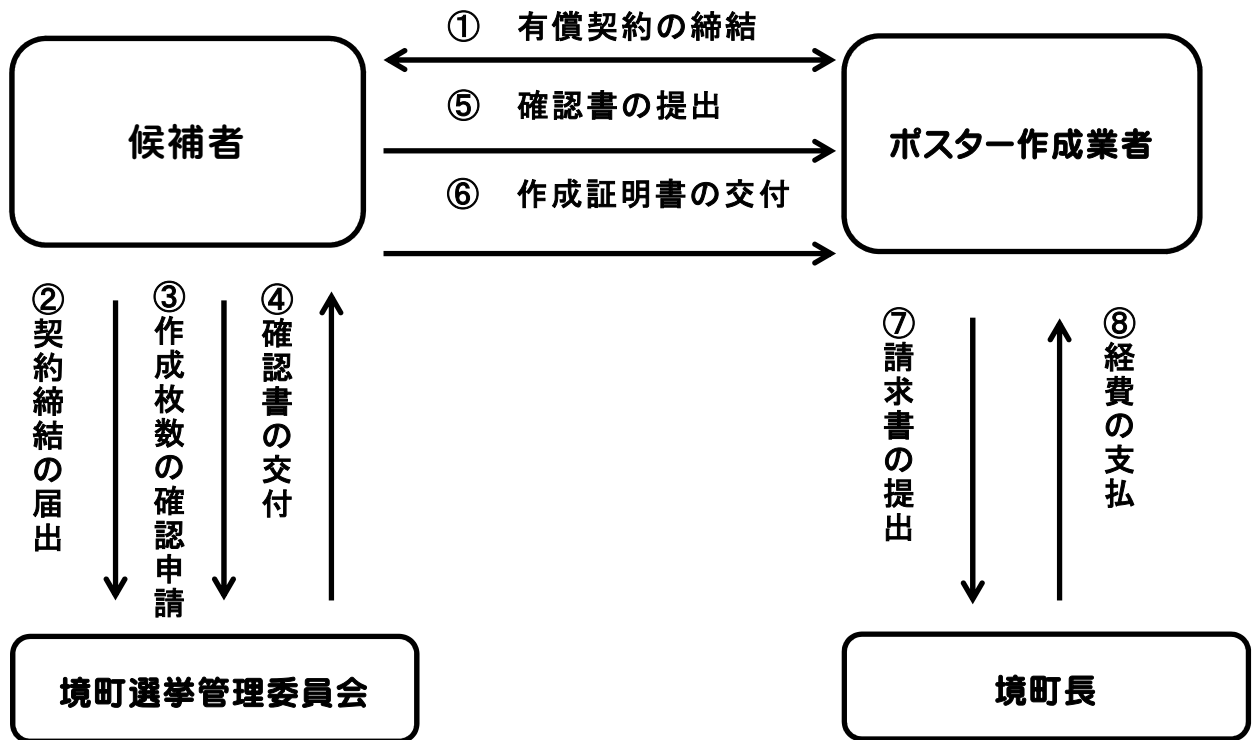 ① 有償契約の締結
候補者
⑤ 確認書の提出
ポスター作成業者
⑥ 作成証明書の交付
②契約締結の届出
③作成枚数の確認申請
④確認書の交付
⑦請求書の提出
⑧経費の支払
境町選挙管理委員会
境町長